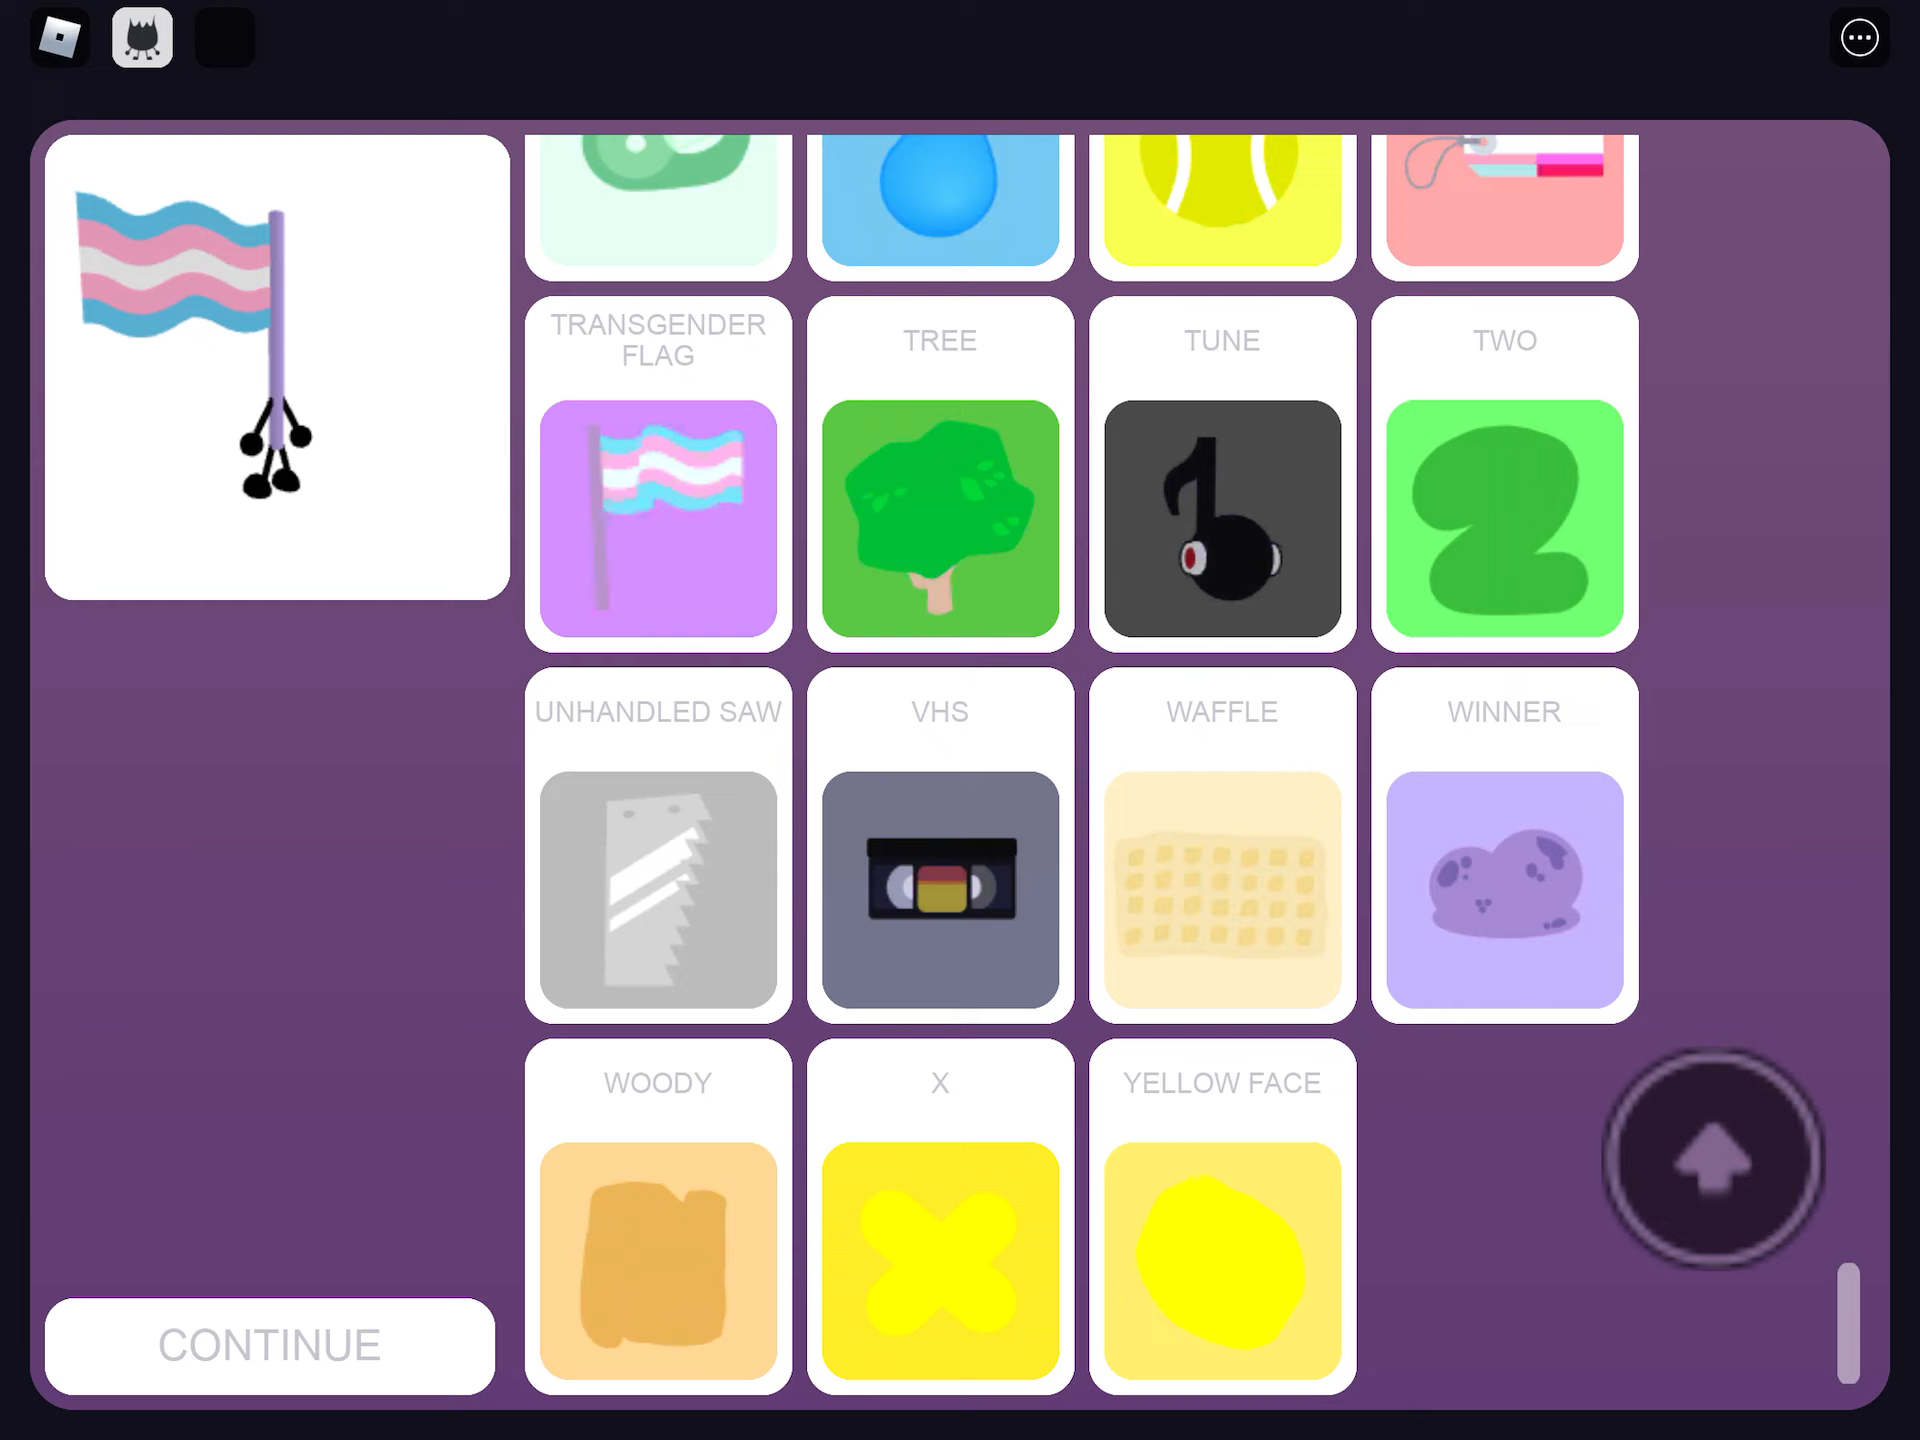 TRANSGENDER
FLAG
TREE
TUNE
TWO
UNHANDLED SAW
VHS
WAFFLE
WINNER
WOODY
X
YELLOW FACE
CONTINUE